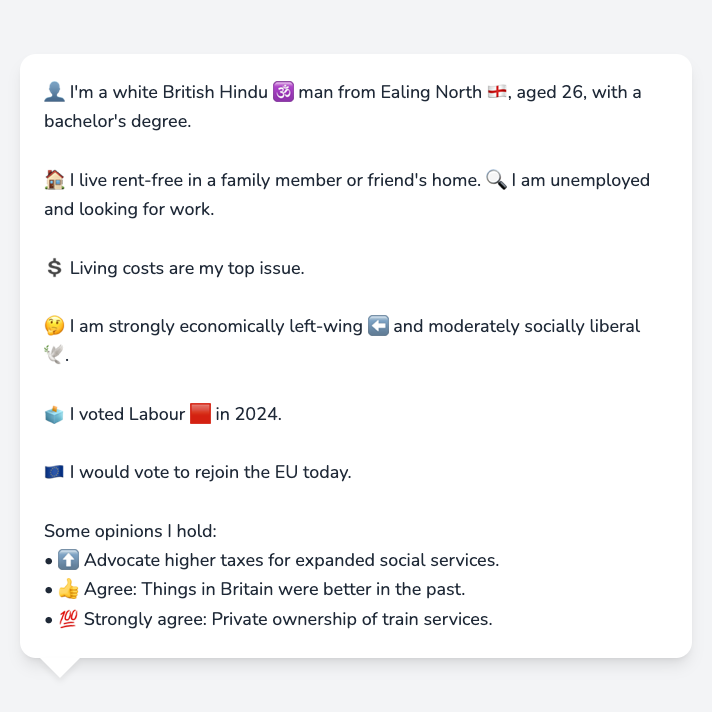 👤 I'm a white British Hindu 🕉️ man from Ealing North 🏴󠁧󠁢󠁥󠁮󠁧󠁿, aged 26, with a
bachelor's degree.
🏠 I live rent-free in a family member or friend's home. 🔍 I am unemployed
and looking for work.
💲 Living costs are my top issue.
🤔 I am strongly economically left-wing ⬅️ and moderately socially liberal
🕊️.
🗳️ I voted Labour 🟥 in 2024.
🇪🇺 I would vote to rejoin the EU today.
Some opinions I hold:
• ⬆️ Advocate higher taxes for expanded social services.
• 👍 Agree: Things in Britain were better in the past.
• 💯 Strongly agree: Private ownership of train services.